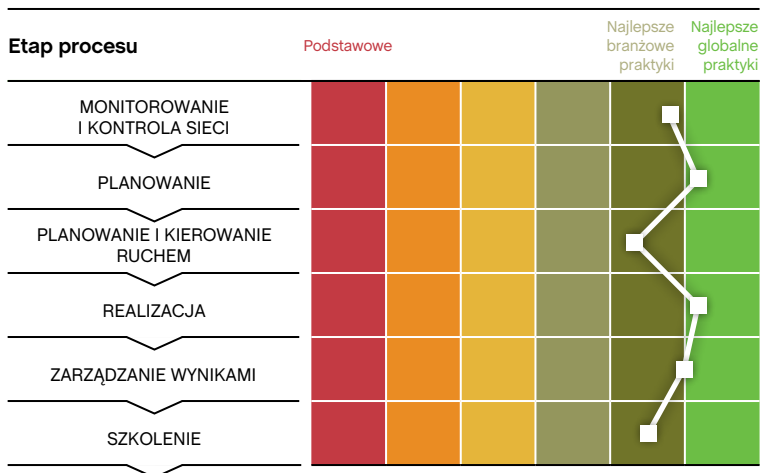 Etap procesu
Podstawowe
Najlepsze
branżowe
praktyki
Najlepsze
globalne
praktyki
MONITOROWANIE
I KONTROLA SIECI
PLANOWANIE
PLANOWANIE I KIEROWANIE
RUCHEM
REALIZACJA
ZARZĄDZANIE WYNIKAMI
SZKOLENIE